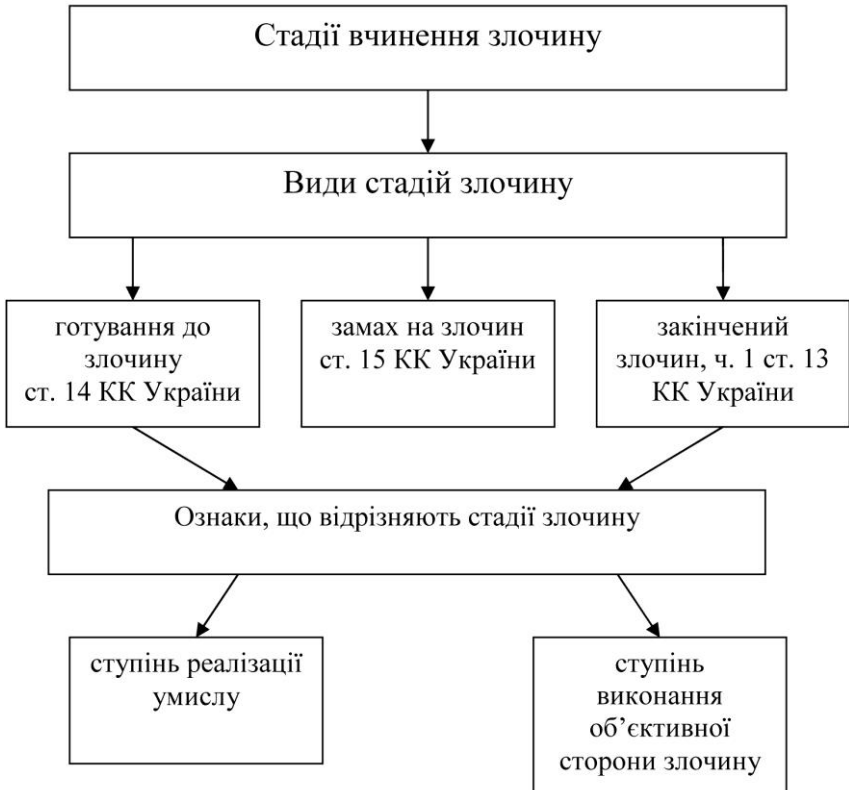 Стадії вчинення злочину
Види стадій злочину
готування до
злочину
ст. 14 КК України
замах на злочин
ст. 15 КК України
закінчений
злочин, ч. 1 ст. 13
КК України
Ознаки, що відрізняють стадії злочину
ступінь реалізації
умислу
ступінь
виконання
об’єктивної
сторони злочину